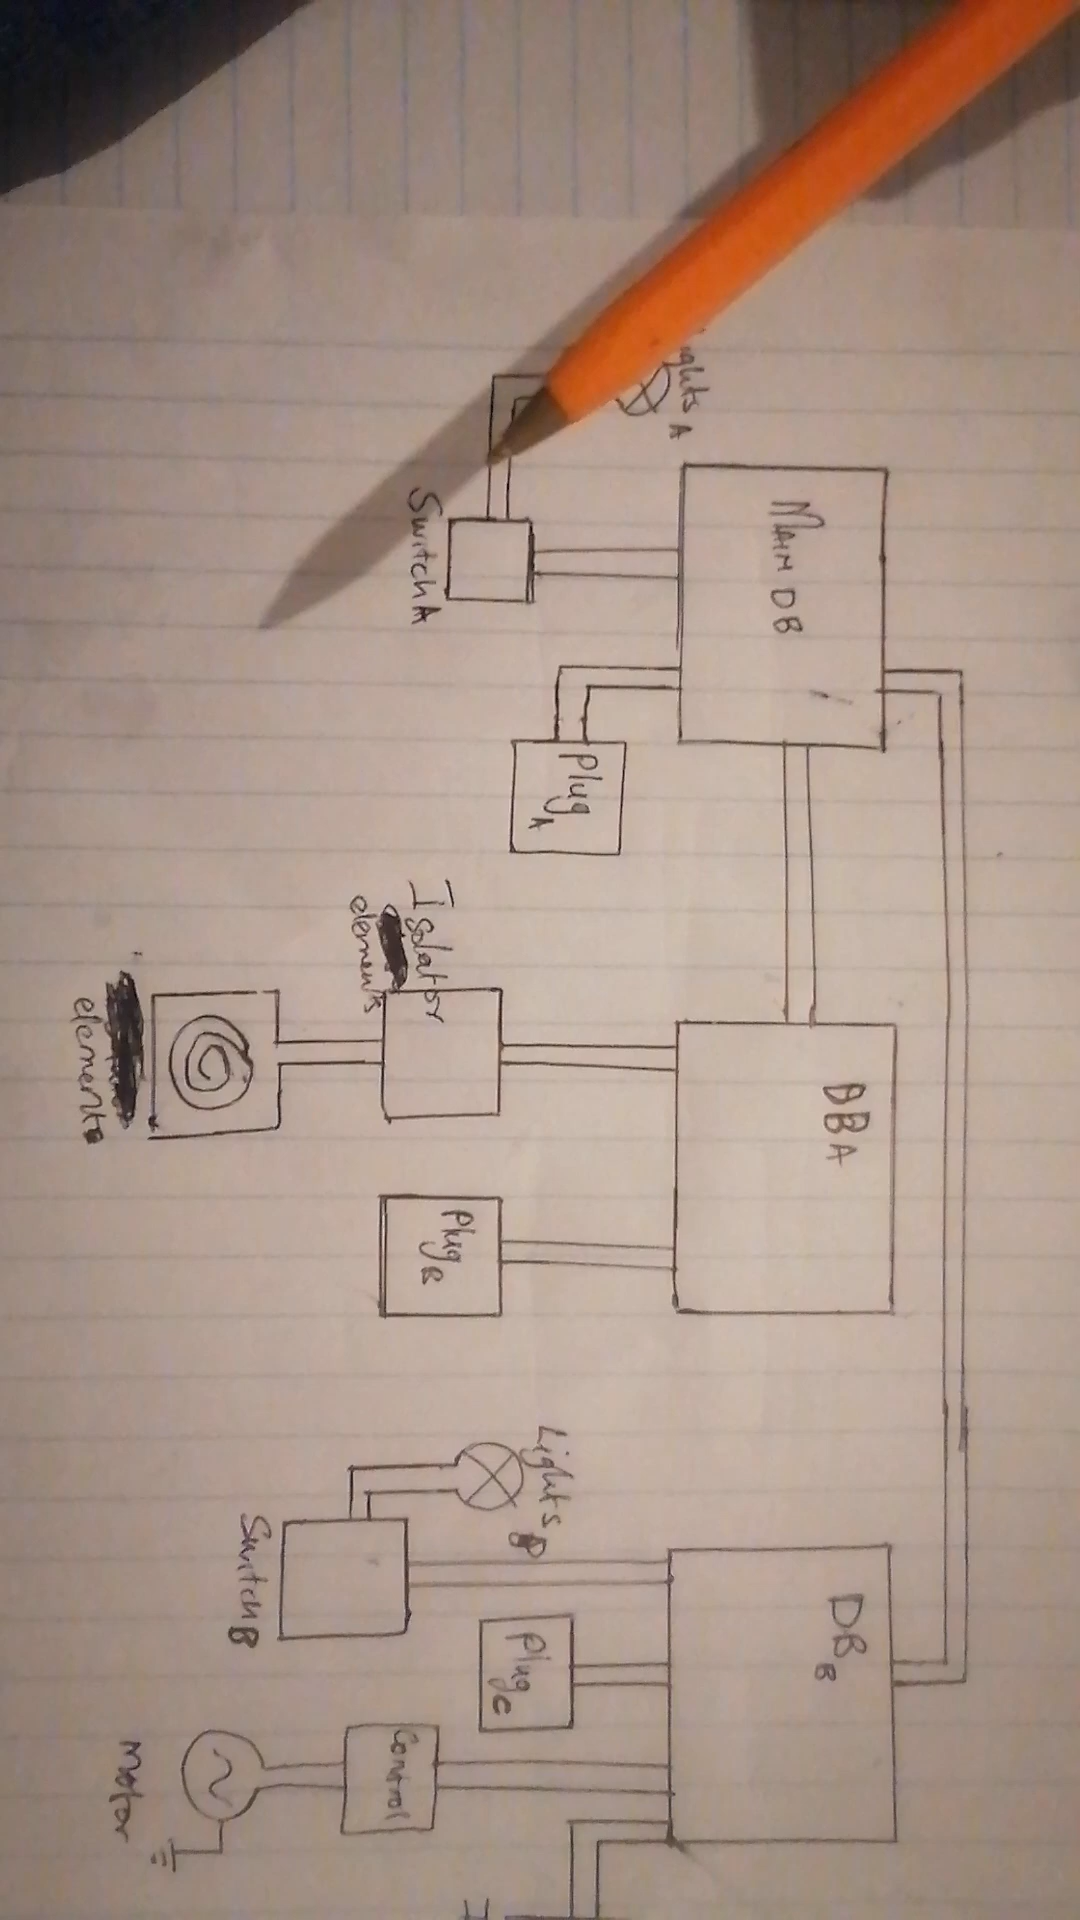 Lights A
MAIN DB
Switch A
Plug A
DB A
Isolator
elements
elements
Plug B
DB B
Lights B
Switch B
Plug C
Control
Motor